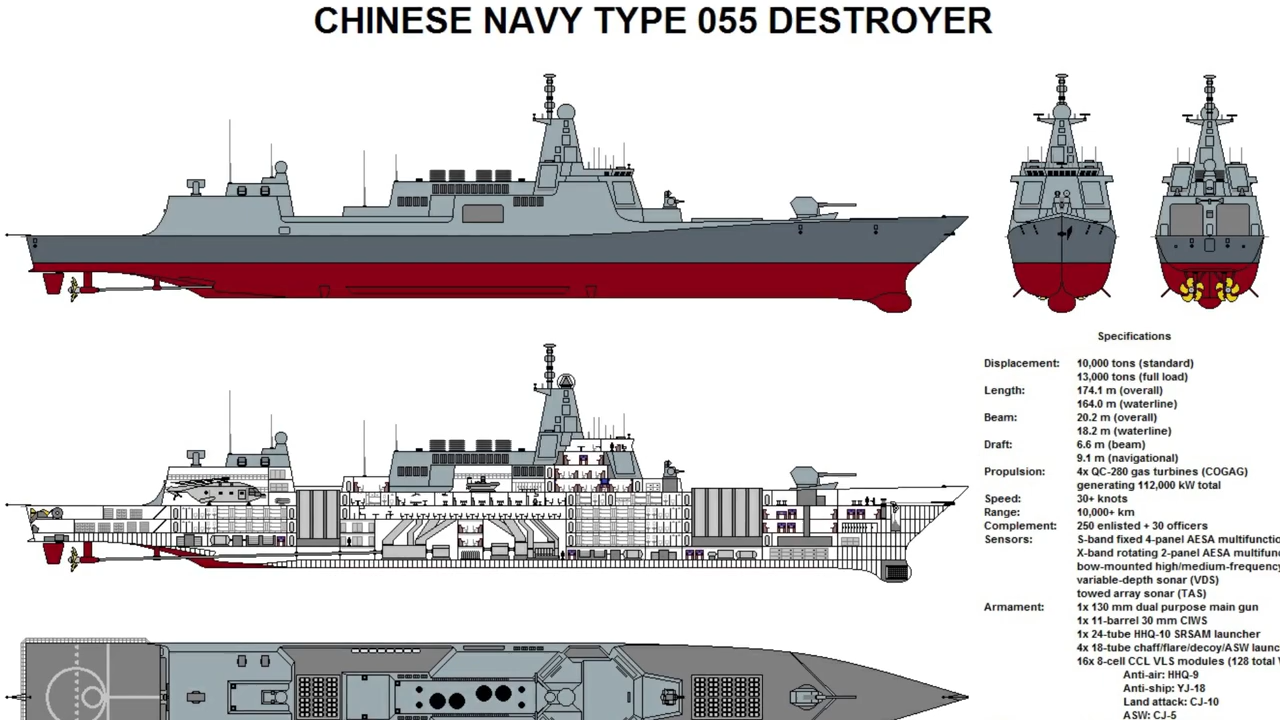 CHINESE NAVY TYPE 055 DESTROYER
Specifications
Displacement: 10,000 tons (standard)
13,000 tons (full load)
Length: 174.1 m (overall)
164.0 m (waterline)
Beam: 20.2 m (overall)
18.2 m (waterline)
Draft: 6.6 m (beam)
9.1 m (navigational)
Propulsion: 4x QC-280 gas turbines (COGAG)
generating 112,000 kW total
Speed: 30+ knots
Range: 10,000+ km
Complement: 250 enlisted + 30 officers
Sensors: S-band fixed 4-panel AESA multifunctio
X-band rotating 2-panel AESA multifun
bow-mounted high/medium-frequency
variable-depth sonar (VDS)
towed array sonar (TAS)
Armament: 1x 130 mm dual purpose main gun
1x 11-barrel 30 mm CIWS
1x 24-tube HHQ-10 SRSAM launcher
4x 18-tube chaff/flare/decoy/ASW launc
16x 8-cell CCL VLS modules (128 total
Anti-air: HHQ-9
Anti-ship: YJ-18
Land attack: CJ-10
ASW: CJ-5